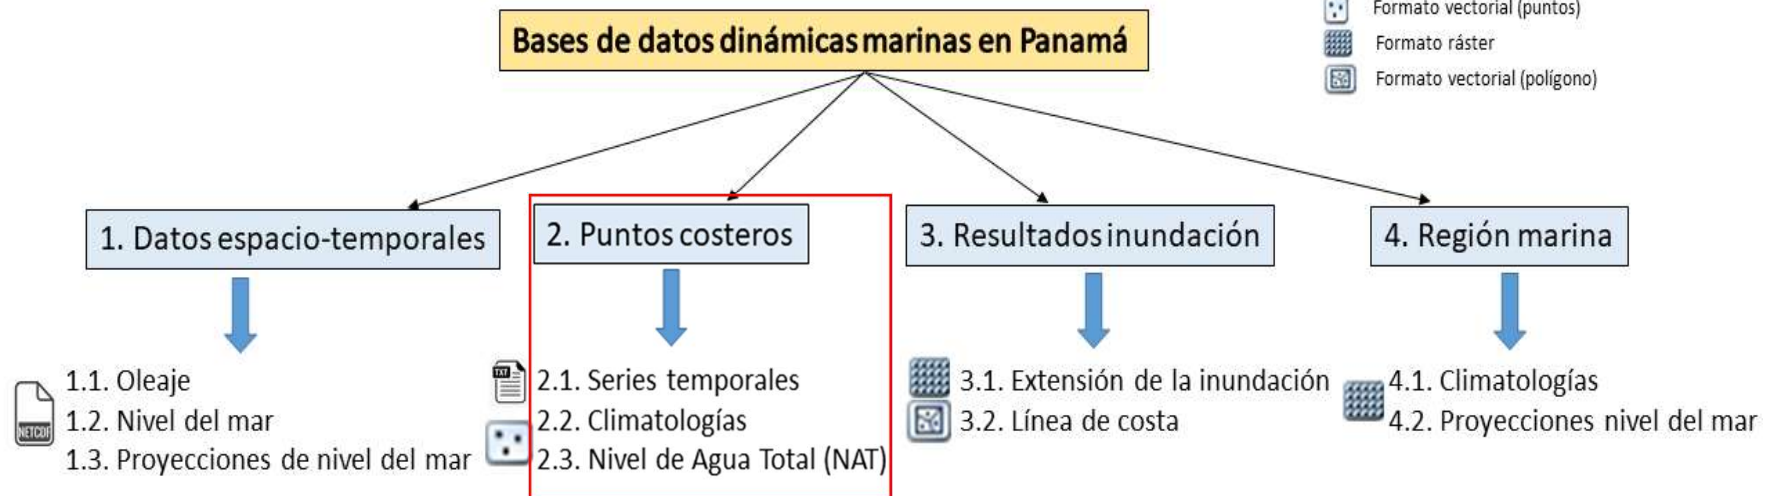 Formato vectorial (puntos)
Bases de datos dinámicas marinas en Panamá
Formato ráster
Formato vectorial (polígono)
1. Datos espacio-temporales
2. Puntos costeros
3. Resultados inundación
4. Región marina
NETCDF
1.1. Oleaje
1.2. Nivel del mar
1.3. Proyecciones de nivel del mar
TXT
2.1. Series temporales
2.2. Climatologías
2.3. Nivel de Agua Total (NAT)
3.1. Extensión de la inundación
3.2. Línea de costa
4.1. Climatologías
4.2. Proyecciones nivel del mar